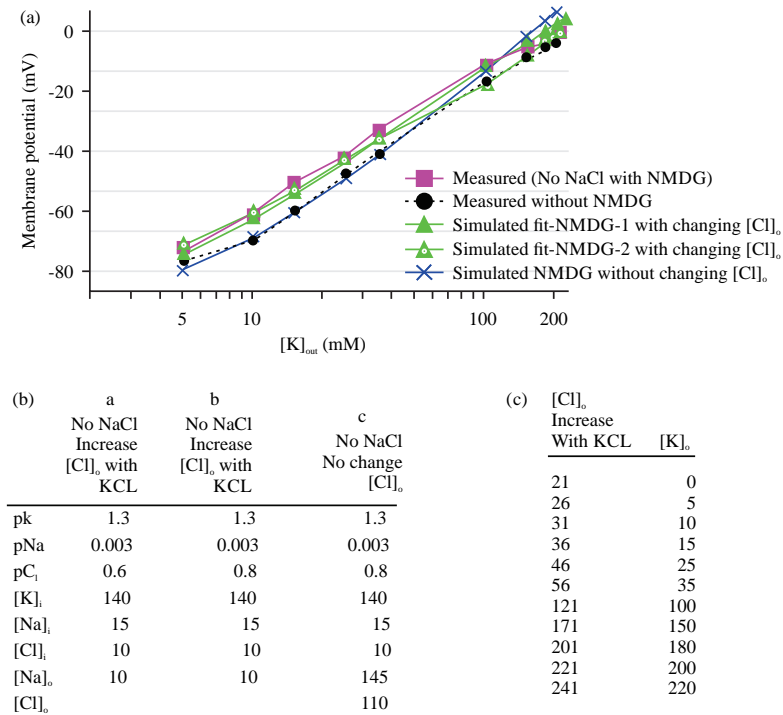 (a)
0
-20
-40
-60
-80
Membrane potential (mV)
5 10 100 200
[K]out (mM)
Measured (No NaCl with NMDG)
Measured without NMDG
Simulated fit-NMDG-1 with changing [Cl]o
Simulated fit-NMDG-2 with changing [Cl]o
Simulated NMDG without changing [Cl]o
(b)
a b c
No NaCl No NaCl
Increase Increase No NaCl
[Cl]o with [Cl]o with No change
KCL KCL [Cl]o
pk 1.3 1.3 1.3
pNa 0.003 0.003 0.003
pCl 0.6 0.8 0.8
[K]i 140 140 140
[Na]i 15 15 15
[Cl]i 10 10 10
[Na]o 10 10 145
[Cl]o 110
(c)
[Cl]o
Increase
With KCL [K]o
21 0
26 5
31 10
36 15
46 25
56 35
121 100
171 150
201 180
221 200
241 220